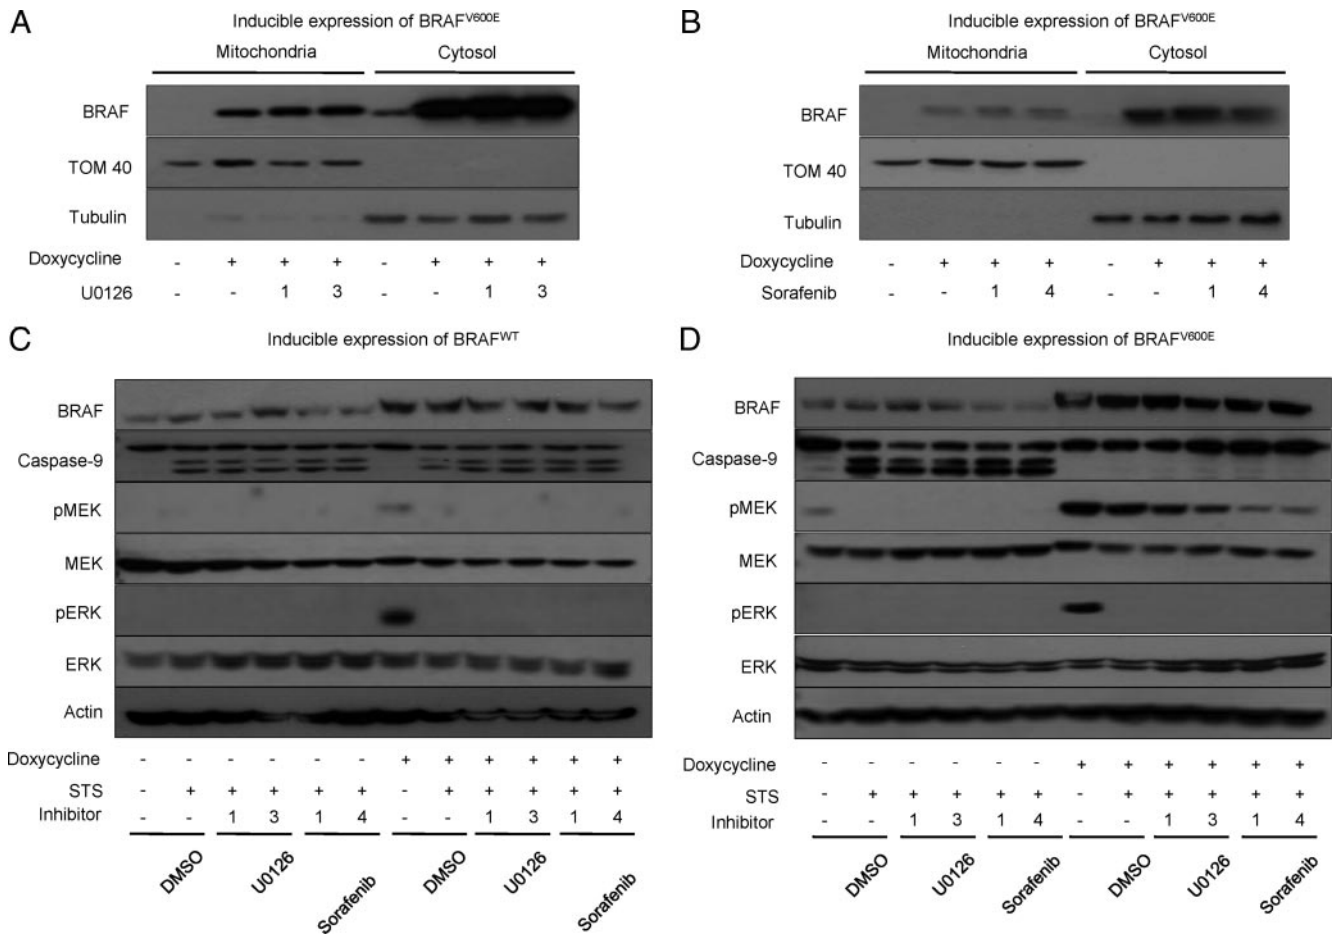 A
Inducible expression of BRAFV600E
Mitochondria Cytosol
BRAF
TOM 40
Tubulin
Doxycycline - + + + - + + +
U0126 - - 1 3 - - 1 3
B
Inducible expression of BRAFV600E
Mitochondria Cytosol
BRAF
TOM 40
Tubulin
Doxycycline - + + + - + + +
Sorafenib - - 1 4 - - 1 4
C
Inducible expression of BRAFWT
BRAF
Caspase-9
pMEK
MEK
pERK
ERK
Actin
Doxycycline - - - - - - + + + + + +
STS - + + + + + - + + + + +
Inhibitor - - 1 3 1 4 - - 1 3 1 4
DMSO U0126 Sorafenib DMSO U0126 Sorafenib
D
Inducible expression of BRAFV600E
BRAF
Caspase-9
pMEK
MEK
pERK
ERK
Actin
Doxycycline - - - - - - + + + + + +
STS - + + + + + - + + + + +
Inhibitor - - 1 3 1 4 - - 1 3 1 4
DMSO U0126 Sorafenib DMSO U0126 Sorafenib